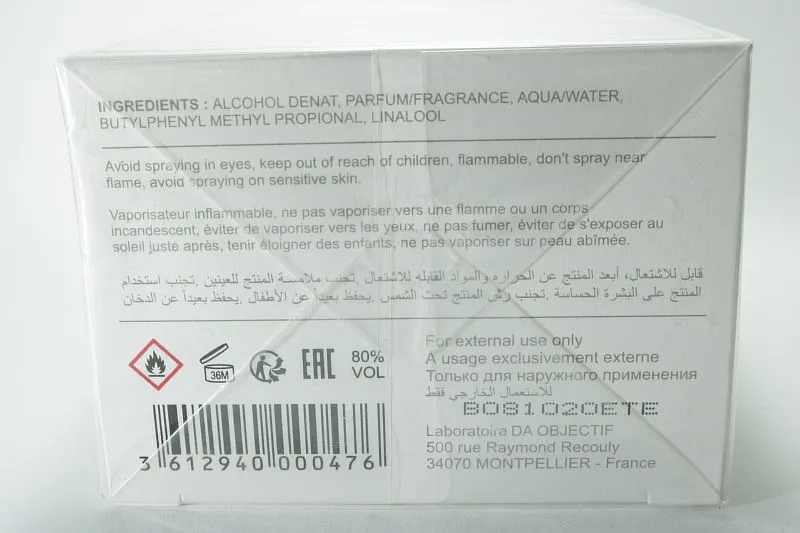 INGREDIENTS : ALCOHOL DENAT, PARFUM/FRAGRANCE, AQUA/WATER,
BUTYLPHENYL METHYL PROPIONAL, LINALOOL
Avoid spraying in eyes, keep out of reach of children, flammable, don't spray near
flame, avoid spraying on sensitive skin.
Vaporisateur inflammable, ne pas vaporiser vers une flamme ou un corps
incandescent, éviter de vaporiser vers les yeux, ne pas fumer, éviter de s'exposer au
soleil juste après, tenir éloigner des enfants, ne pas vaporiser sur peau abîmée.
قابل للاشتعال، أبعد المنتج عن الحراره والمواد القابله للاشتعال .تجنب ملامسة المنتج للعينين .تجنب استخدام
المنتج على البشرة الحساسة .تجنب رش المنتج تحت الشمس .يحفظ بعيداً عن الأطفال .يحفظ بعيداً عن الدخان
36M
EAC
80%
VOL
3 612940 000476
For external use only
A usage exclusivement externe
Только для наружного применения
للاستعمال الخارجي فقط
B081020ETE
Laboratoire DA OBJECTIF
500 rue Raymond Recouly
34070 MONTPELLIER - France